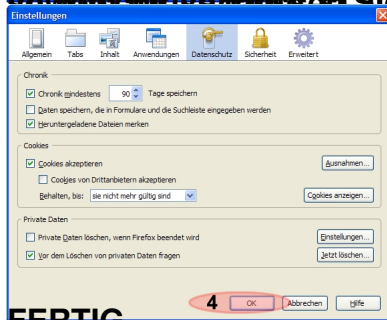 Einstellungen
Allgemein Tabs Inhalt Anwendungen Datenschutz Sicherheit Erweitert
Chronik
Chronik mindestens 90 Tage speichern
Daten speichern, die in Formulare und die Suchleiste eingegeben werden
Heruntergeladene Dateien merken
Cookies
Cookies akzeptieren Ausnahmen...
Cookies von Drittanbietern akzeptieren
Behalten, bis: sie nicht mehr gültig sind Cookies anzeigen...
Private Daten
Private Daten löschen, wenn Firefox beendet wird Einstellungen...
Vor dem Löschen von privaten Daten fragen Jetzt löschen...
4 OK Abbrechen Hilfe
FERTIG